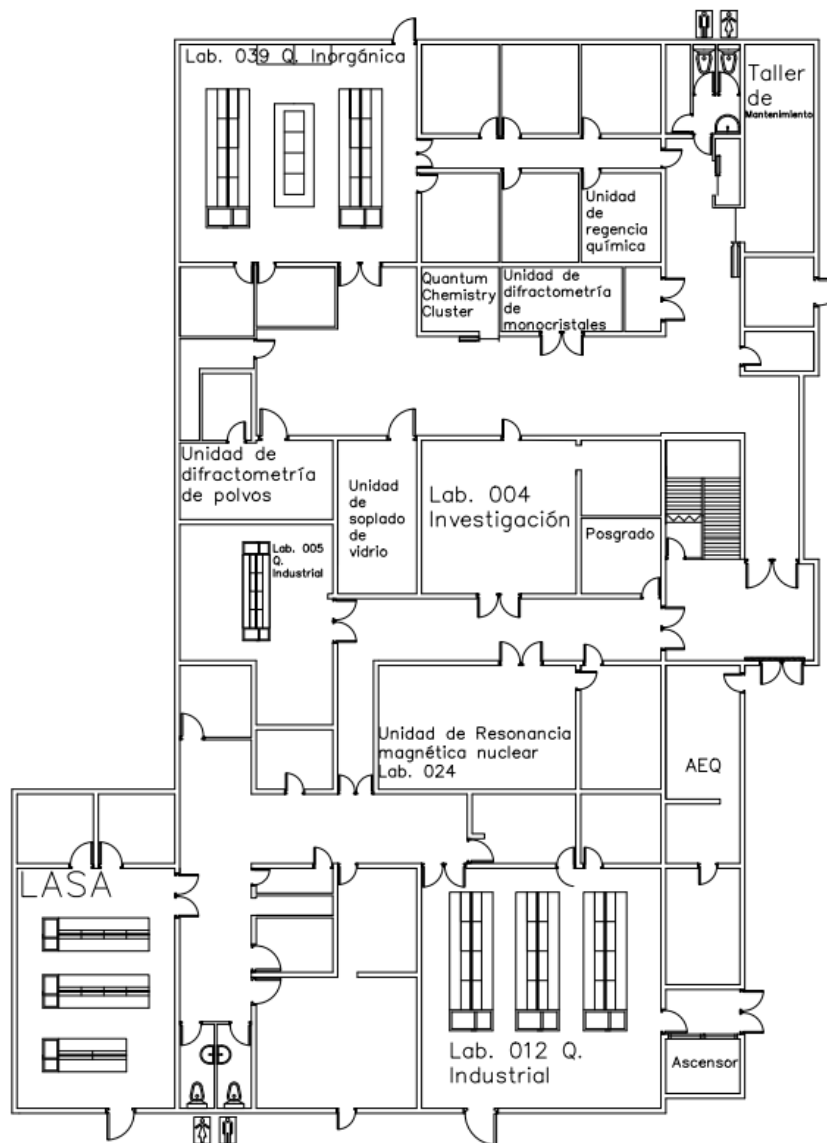 Lab. 039 Q. Inorgánica
Taller
de
Mantenimiento
Unidad
de
regencia
química
Quantum
Chemistry
Cluster
Unidad de
difractometría
de
monocristales
Unidad de
difractometría
de polvos
Unidad
de
soplado
de
vidrio
Lab. 004
Investigación
Posgrado
Lab. 005
Q.
Industrial
Unidad de Resonancia
magnética nuclear
Lab. 024
AEQ
LASA
Lab. 012 Q.
Industrial
Ascensor